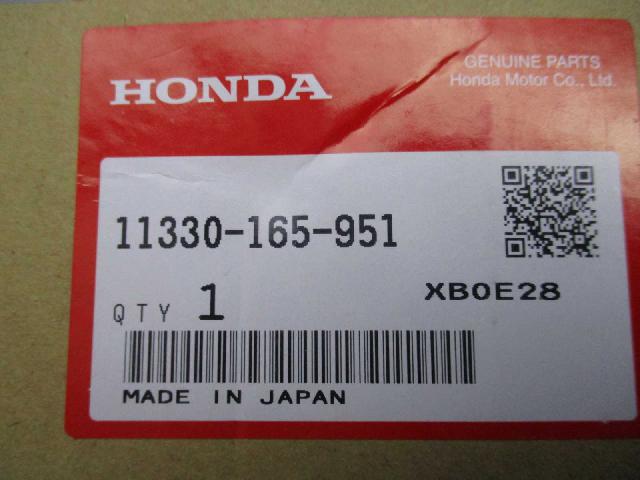 HONDA
GENUINE PARTS
Honda Motor Co., Ltd.
11330-165-951
QTY 1
XB0E28
MADE IN JAPAN